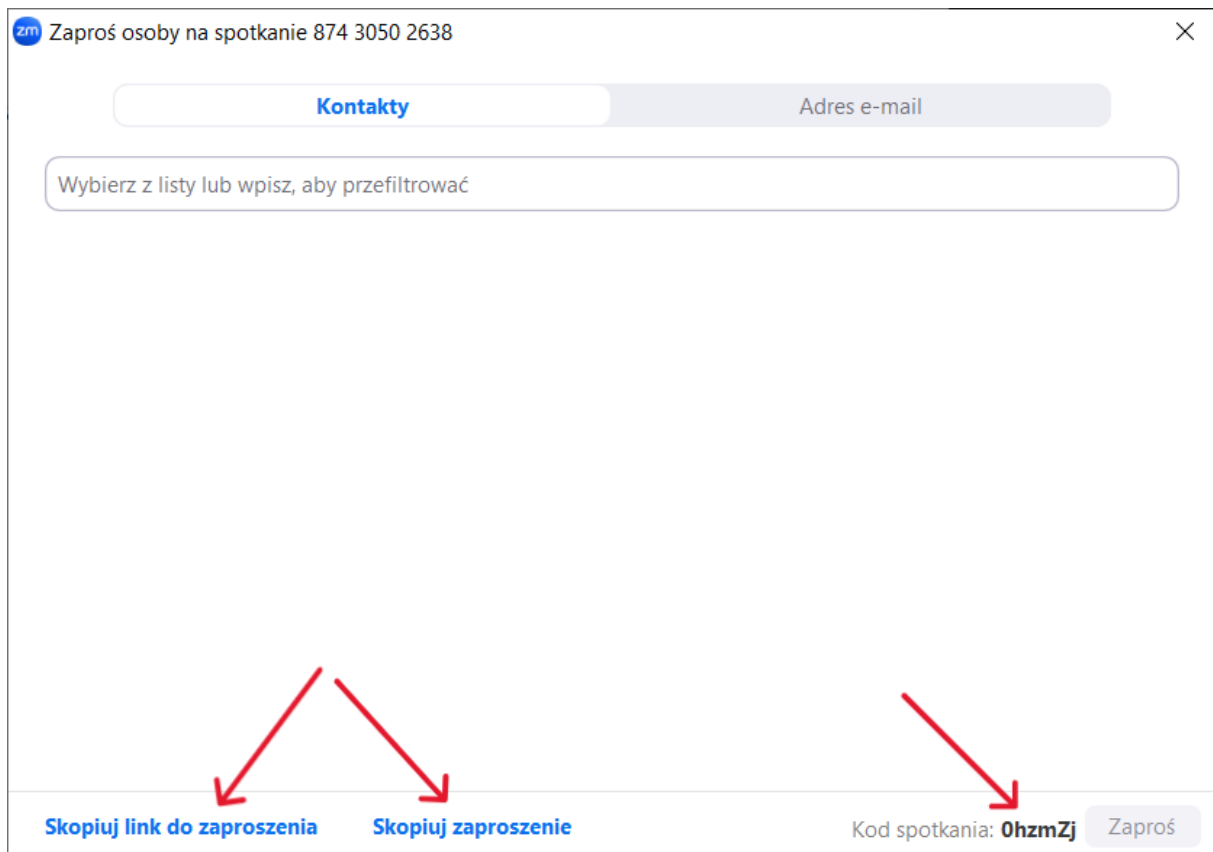 zm Zaproś osoby na spotkanie 874 3050 2638
Kontakty Adres e-mail
Wybierz z listy lub wpisz, aby przefiltrować
Skopiuj link do zaproszenia Skopiuj zaproszenie Kod spotkania: 0hzmZj Zaproś